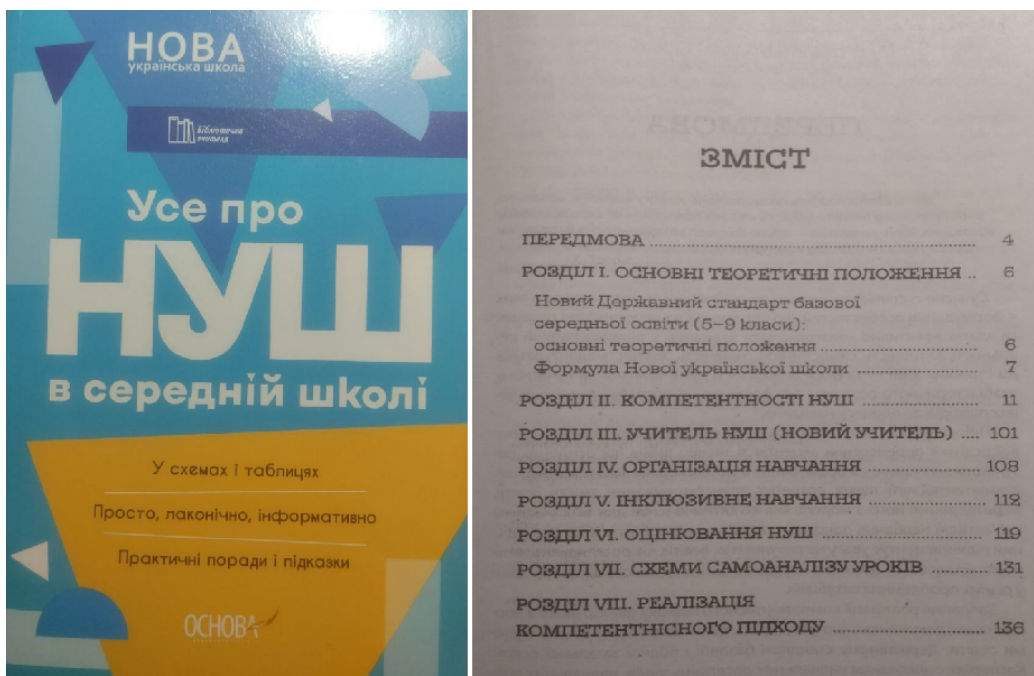 НОВА
українська школа
Бібліотечка
вчителя
Усе про
НУШ
в середній школі
У схемах і таблицях
Просто, лаконічно, інформативно
Практичні поради і підказки
ОСНОВА
ЗМІСТ
ПЕРЕДМОВА ........ 4
РОЗДІЛ І. ОСНОВНІ ТЕОРЕТИЧНІ ПОЛОЖЕННЯ .. 6
Новий Державний стандарт базової
середньої освіти (5–9 класи):
основні теоретичні положення ........ 6
Формула Нової української школи ........ 7
РОЗДІЛ ІІ. КОМПЕТЕНТНОСТІ НУШ ........ 11
РОЗДІЛ ІІІ. УЧИТЕЛЬ НУШ (НОВИЙ УЧИТЕЛЬ) .... 101
РОЗДІЛ IV. ОРГАНІЗАЦІЯ НАВЧАННЯ ........ 108
РОЗДІЛ V. ІНКЛЮЗИВНЕ НАВЧАННЯ ........ 112
РОЗДІЛ VI. ОЦІНЮВАННЯ НУШ ........ 119
РОЗДІЛ VII. СХЕМИ САМОАНАЛІЗУ УРОКІВ ........ 131
РОЗДІЛ VIII. РЕАЛІЗАЦІЯ
КОМПЕТЕНТНІСНОГО ПІДХОДУ ........ 136